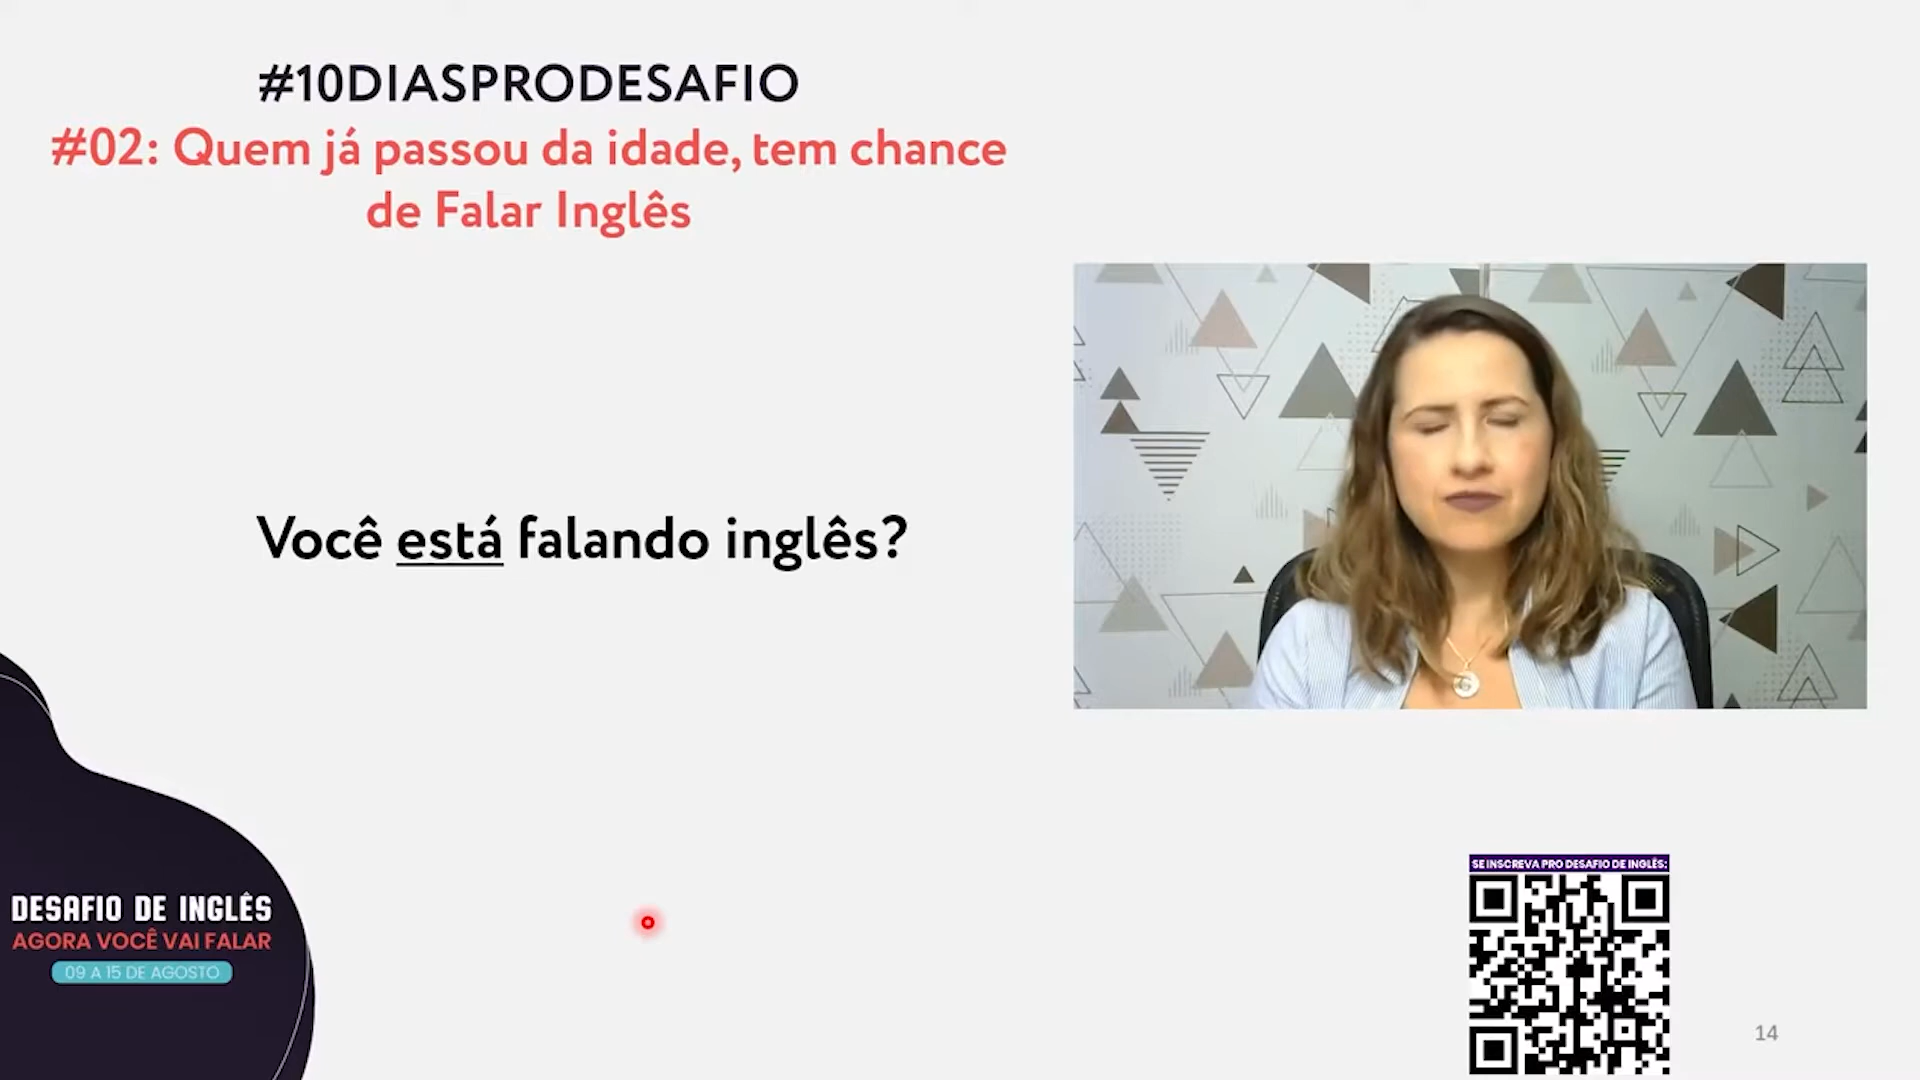 #10DIASPRODESAFIO
#02: Quem já passou da idade, tem chance
de Falar Inglês
Você está falando inglês?
DESAFIO DE INGLÊS
AGORA VOCÊ VAI FALAR
09 A 15 DE AGOSTO
SE INSCREVA PRO DESAFIO DE INGLÊS:
14